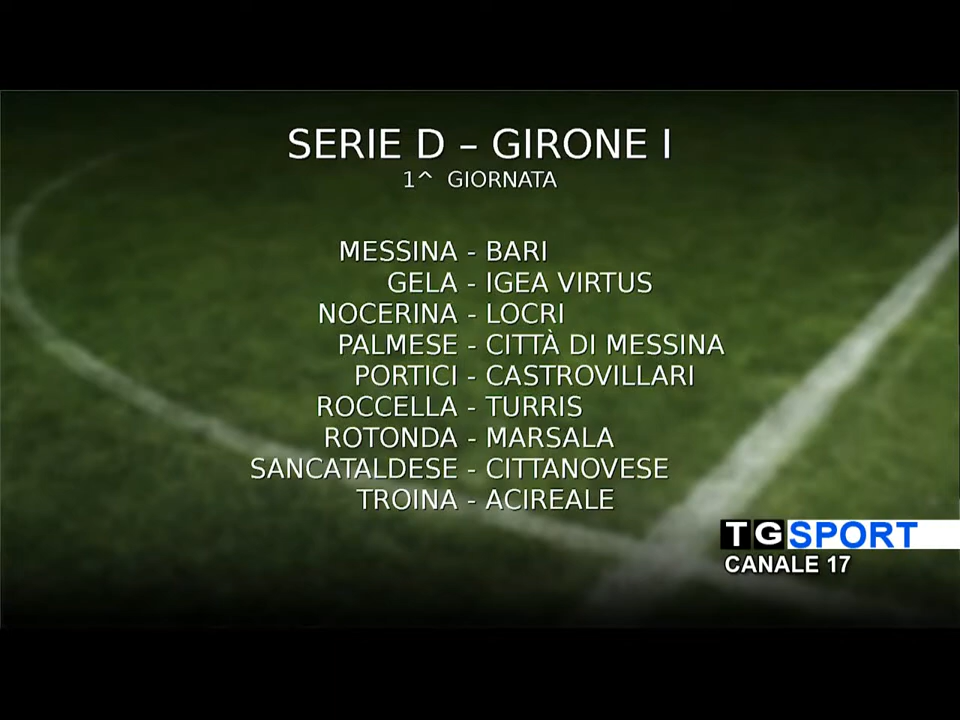 SERIE D – GIRONE I
1^ GIORNATA
MESSINA - BARI
GELA - IGEA VIRTUS
NOCERINA - LOCRI
PALMESE - CITTÀ DI MESSINA
PORTICI - CASTROVILLARI
ROCCELLA - TURRIS
ROTONDA - MARSALA
SANCATALDESE - CITTANOVESE
TROINA - ACIREALE
TG SPORT
CANALE 17